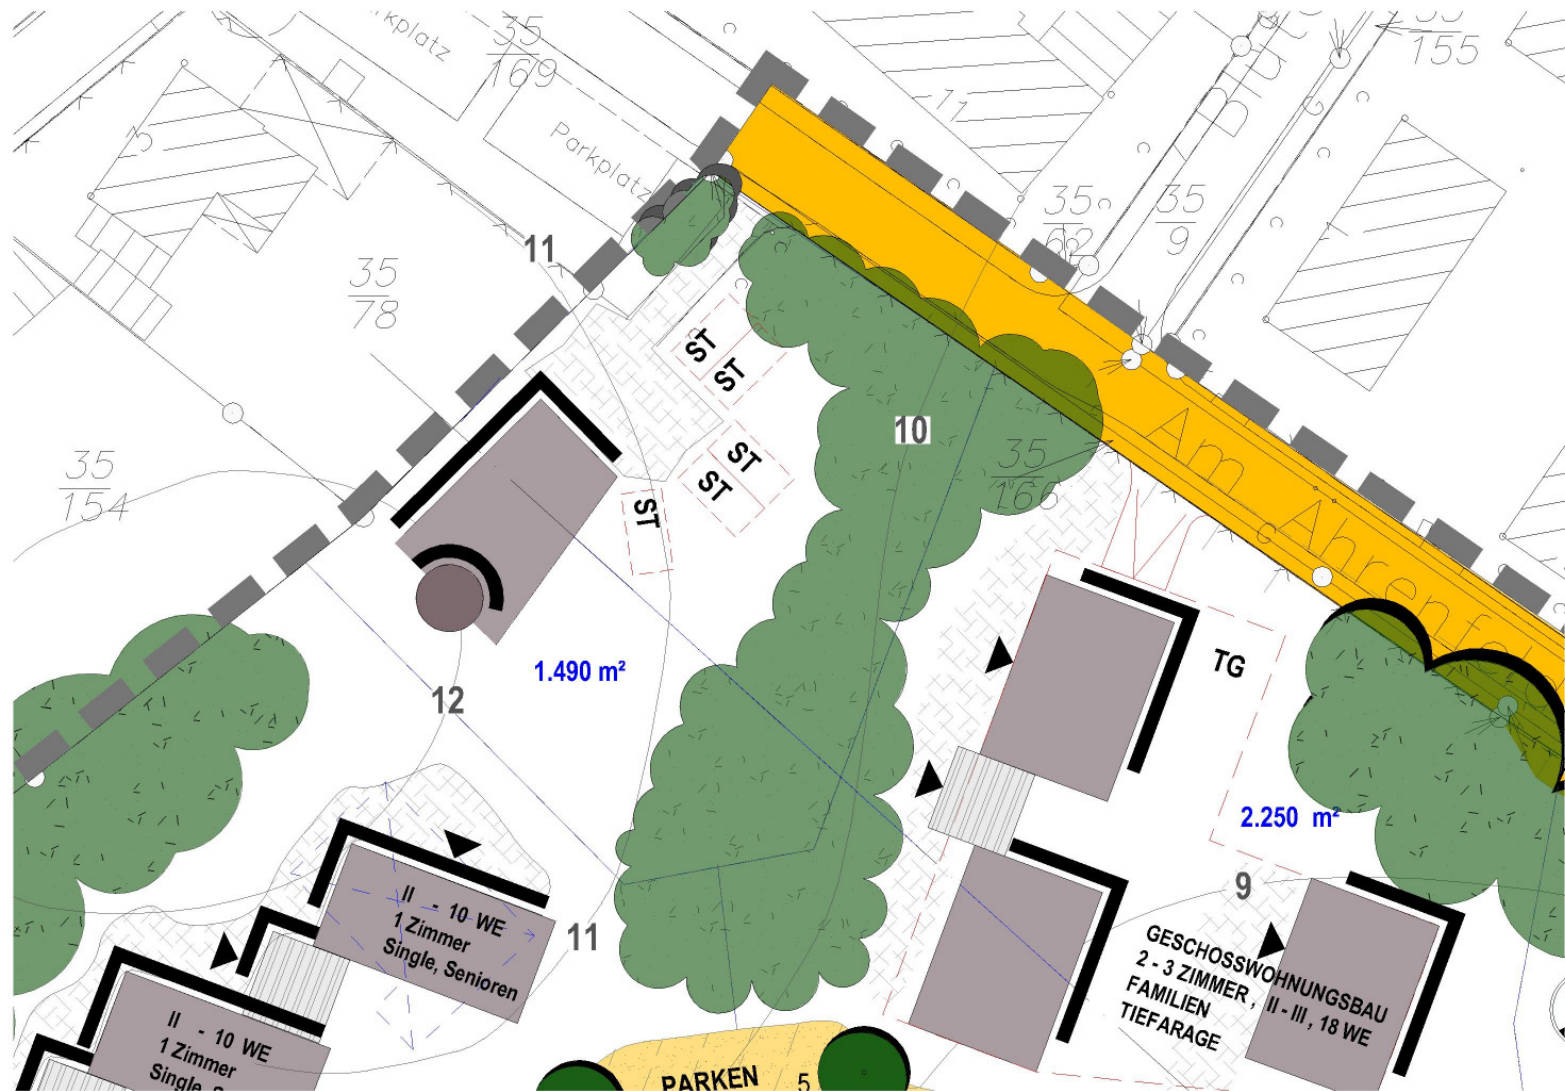 35
169
155
Parkplatz
11
35
62
35
9
11
35
78
ST
ST
10
35
166
ST
ST
35
154
ST
Am Ahrenfe
TG
1.490 m²
12
2.250 m²
9
11
II - 10 WE
1 Zimmer
Single, Senioren
GESCHOSSWOHNUNGSBAU
2 - 3 ZIMMER, II - III, 18 WE
FAMILIEN
TIEFARAGE
II - 10 WE
1 Zimmer
PARKEN 5